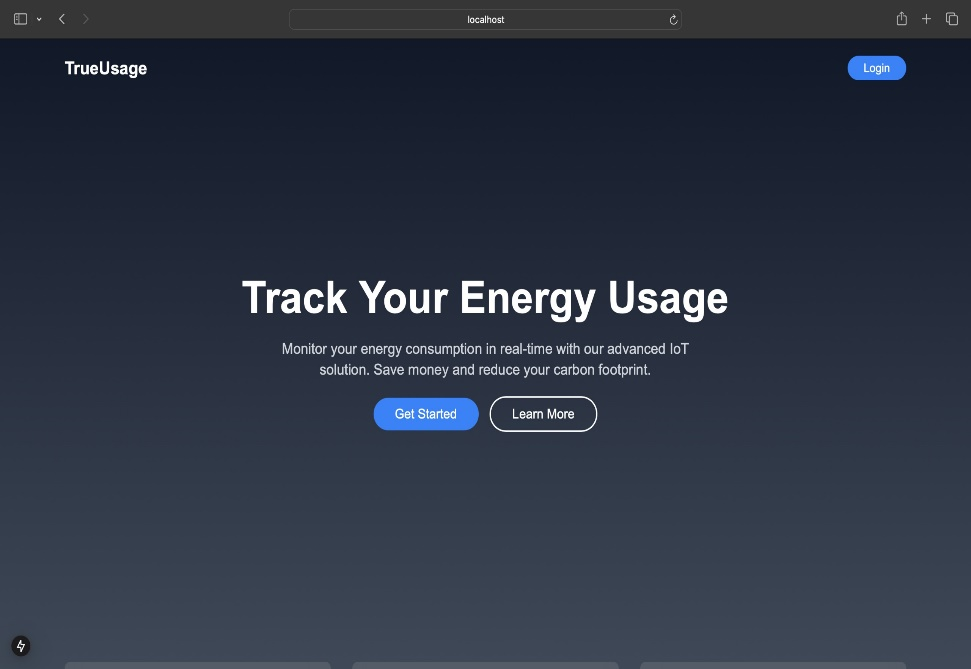 localhost
TrueUsage
Login
Track Your Energy Usage
Monitor your energy consumption in real-time with our advanced IoT
solution. Save money and reduce your carbon footprint.
Get Started
Learn More